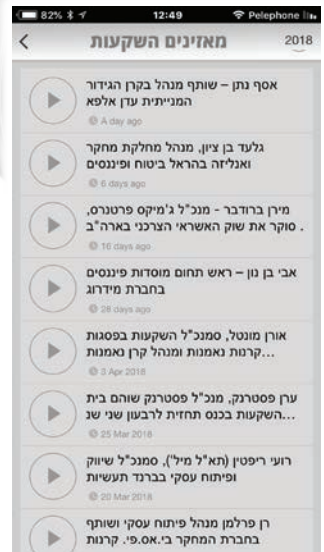 82% 12:49 Pelephone
מאזינים השקעות 2018
אסף נתן – שותף מנהל בקרן הגידור
המנייתית עדן אלפא
A day ago
גלעד בן ציון, מנהל מחלקת מחקר
ואנליזה בהראל ביטוח ופיננסים
6 days ago
מירן ברודבר - מנכ"ל ג'מיקס פרטנרס,
סוקר את שוק האשראי הצרכני בארה"ב .
16 days ago
אבי בן נון – ראש תחום מוסדות פיננסים
בחברת מידרוג
28 days ago
אורן מונטל, סמנכ"ל השקעות בפסגות
קרנות נאמנות ומנהל קרן נאמנות...
3 Apr 2018
ערן פסטרנק, מנכ"ל פסטרנק שוהם בית
השקעות בכנס תחזית לרבעון שני שנ...
25 Mar 2018
רועי ריפטין (תא"ל מיל'), סמנכ"ל שיווק
ופיתוח עסקי בברנד תעשיות
20 Mar 2018
רן פרלמן מנהל פיתוח עסקי ושותף
בחברת המחקר בי.אס.פי. קרנות